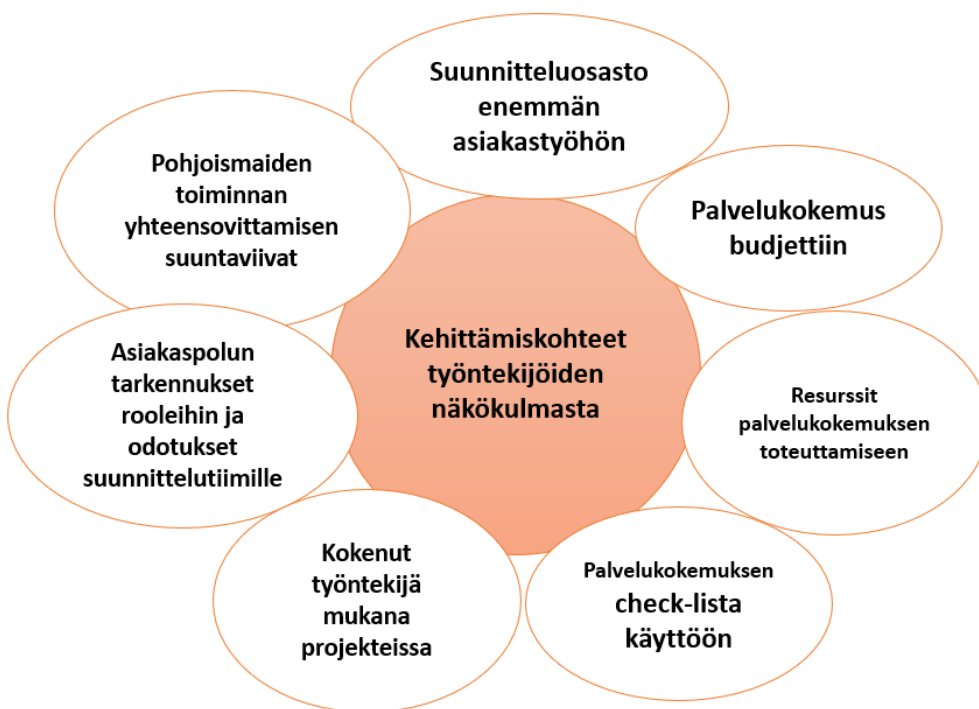 Suunnitteluosasto
enemmän
asiakastyöhön
Palvelukokemus
budjettiin
Resurssit
palvelukokemuksen
toteuttamiseen
Palvelukokemuksen
check-lista
käyttöön
Kokenut
työntekijä
mukana
projekteissa
Asiakaspolun
tarkennukset
rooleihin ja
odotukset
suunnittelutiimille
Pohjoismaiden
toiminnan
yhteensovittamisen
suuntaviivat
Kehittämiskohteet
työntekijöiden
näkökulmasta